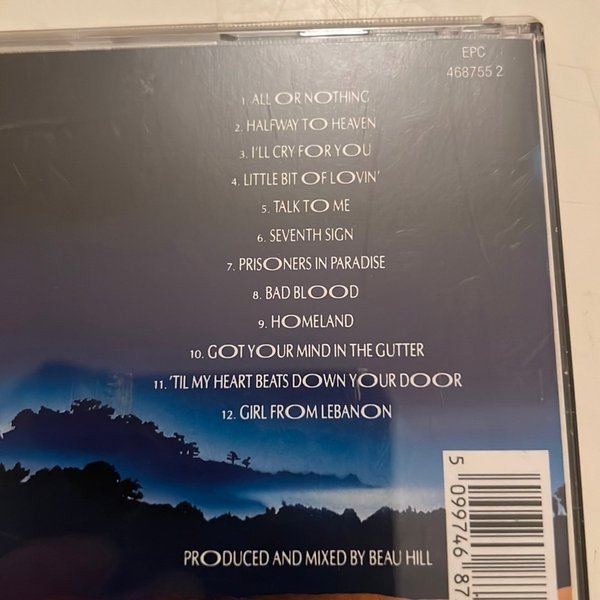 EPC
468755 2
1. ALL OR NOTHING
2. HALFWAY TO HEAVEN
3. I'LL CRY FOR YOU
4. LITTLE BIT OF LOVIN'
5. TALK TO ME
6. SEVENTH SIGN
7. PRISONERS IN PARADISE
8. BAD BLOOD
9. HOMELAND
10. GOT YOUR MIND IN THE GUTTER
11. 'TIL MY HEART BEATS DOWN YOUR DOOR
12. GIRL FROM LEBANON
5 099746 87
PRODUCED AND MIXED BY BEAU HILL